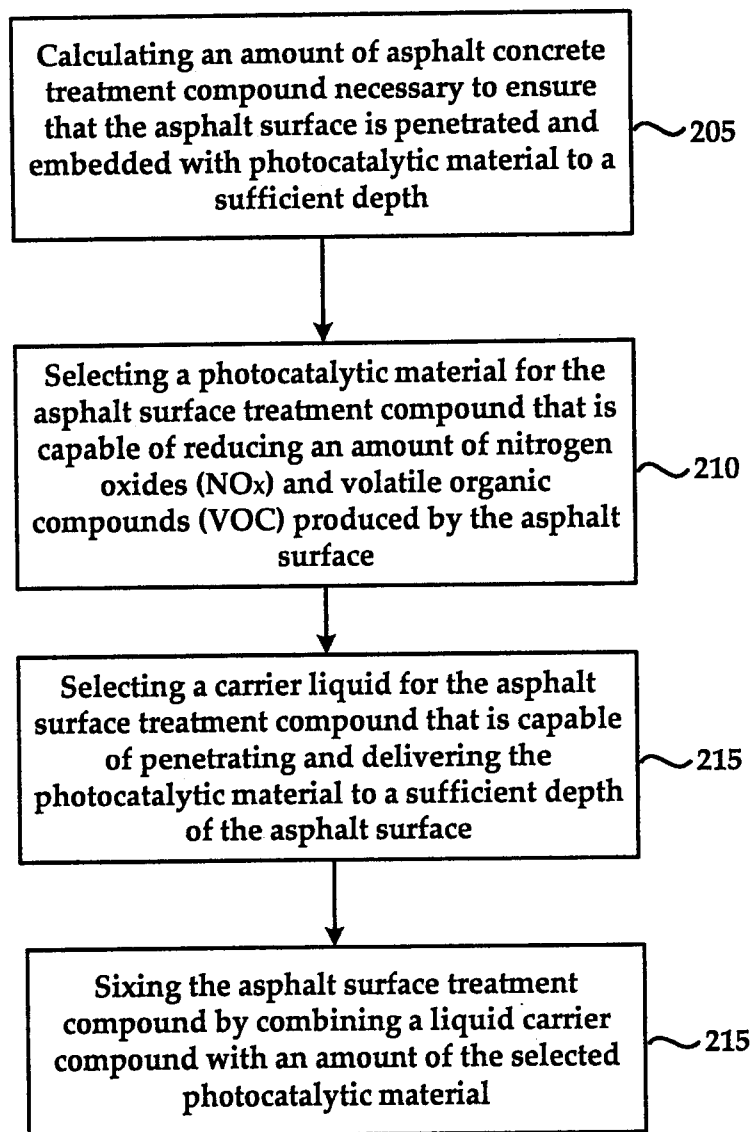 Calculating an amount of asphalt concrete
treatment compound necessary to ensure
that the asphalt surface is penetrated and
embedded with photocatalytic material to a
sufficient depth
205
Selecting a photocatalytic material for the
asphalt surface treatment compound that is
capable of reducing an amount of nitrogen
oxides (NOx) and volatile organic
compounds (VOC) produced by the asphalt
surface
210
Selecting a carrier liquid for the asphalt
surface treatment compound that is capable
of penetrating and delivering the
photocatalytic material to a sufficient depth
of the asphalt surface
215
Sixing the asphalt surface treatment
compound by combining a liquid carrier
compound with an amount of the selected
photocatalytic material
215